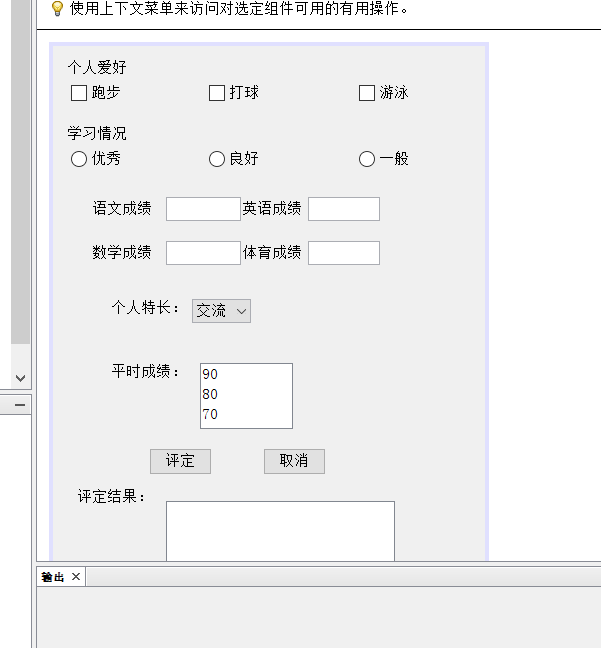 使用上下文菜单来访问对选定组件可用的有用操作。
个人爱好
跑步 打球 游泳
学习情况
优秀 良好 一般
语文成绩 英语成绩
数学成绩 体育成绩
个人特长： 交流
平时成绩： 90
80
70
评定 取消
评定结果：
输出